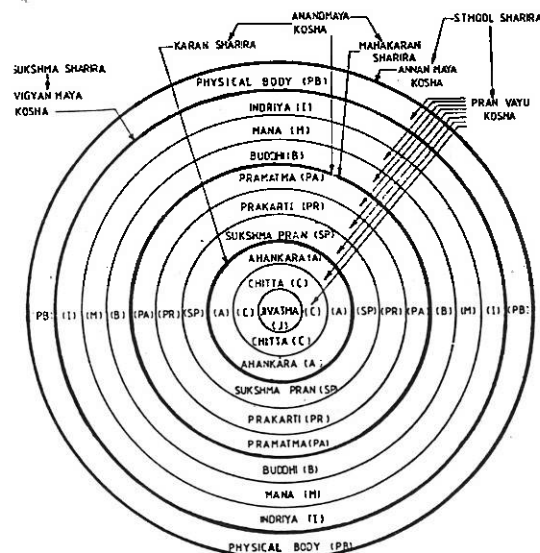 ANANDMAYA
KOSHA
STHOOL SHARIRA
KARAN SHARIRA
MAHAKARAN
SHARIRA
SUKSHMA SHARIRA
ANNAN MAYA
KOSHA
VIGYAN MAYA
KOSHA
PRAN VAYU
KOSHA
PHYSICAL BODY (PB)
INDRIYA (I)
MANA (M)
BUDDHI (B)
PRAMATMA (PA)
PRAKARTI (PR)
SUKSHMA PRAN (SP)
AHANKARA (A)
CHITTA (C)
(PB) (I) (M) (B) (PA) (PR) (SP) (A) (C) JIVATMA (C) (A) (SP) (PR) (PA) (B) (M) (I) (PB)
(J)
CHITTA (C)
AHANKARA (A)
SUKSHMA PRAN (SP)
PRAKARTI (PR)
PRAMATMA (PA)
BUDDHI (B)
MANA (M)
INDRIYA (I)
PHYSICAL BODY (PB)